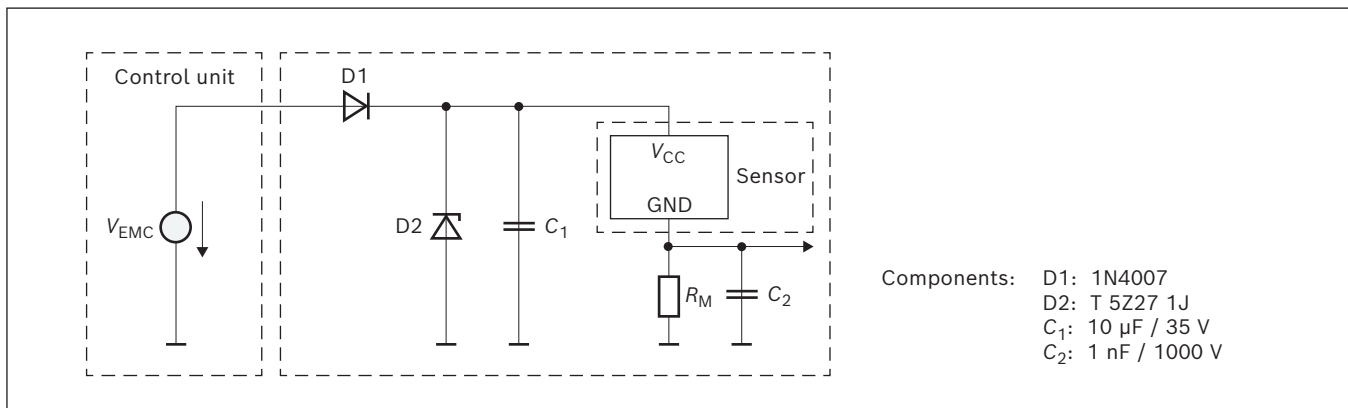 Control unit
D1
V_CC
Sensor
GND
V_EMC
D2
C_1
R_M
C_2
Components: D1: 1N4007
D2: T 5Z27 1J
C_1: 10 µF / 35 V
C_2: 1 nF / 1000 V